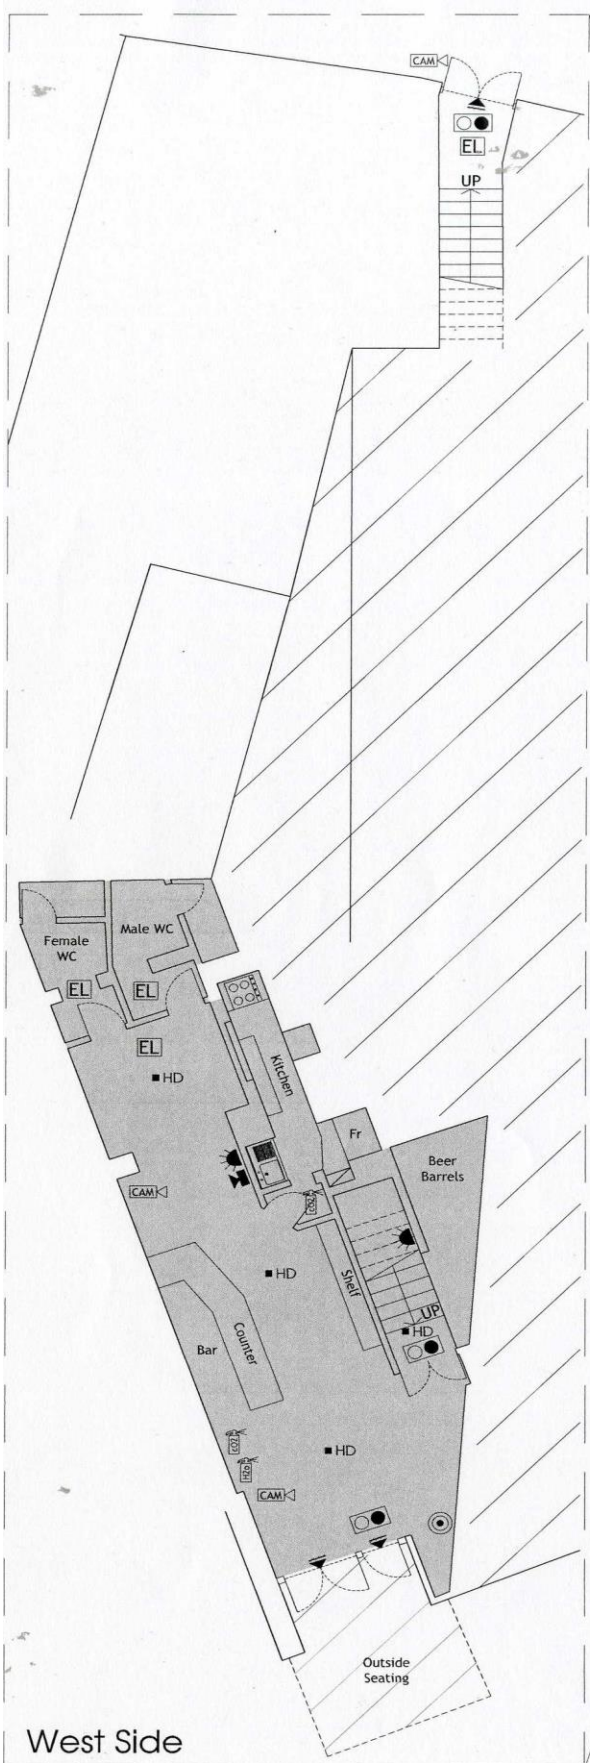 CAM
EL
UP
Male WC
Female
WC
EL
EL
EL
HD
Kitchen
Fr
Beer
Barrels
CAM
CO2
HD
Shelf
UP
HD
Counter
Bar
CO2
HD
H2O
CAM
Outside
Seating
West Side